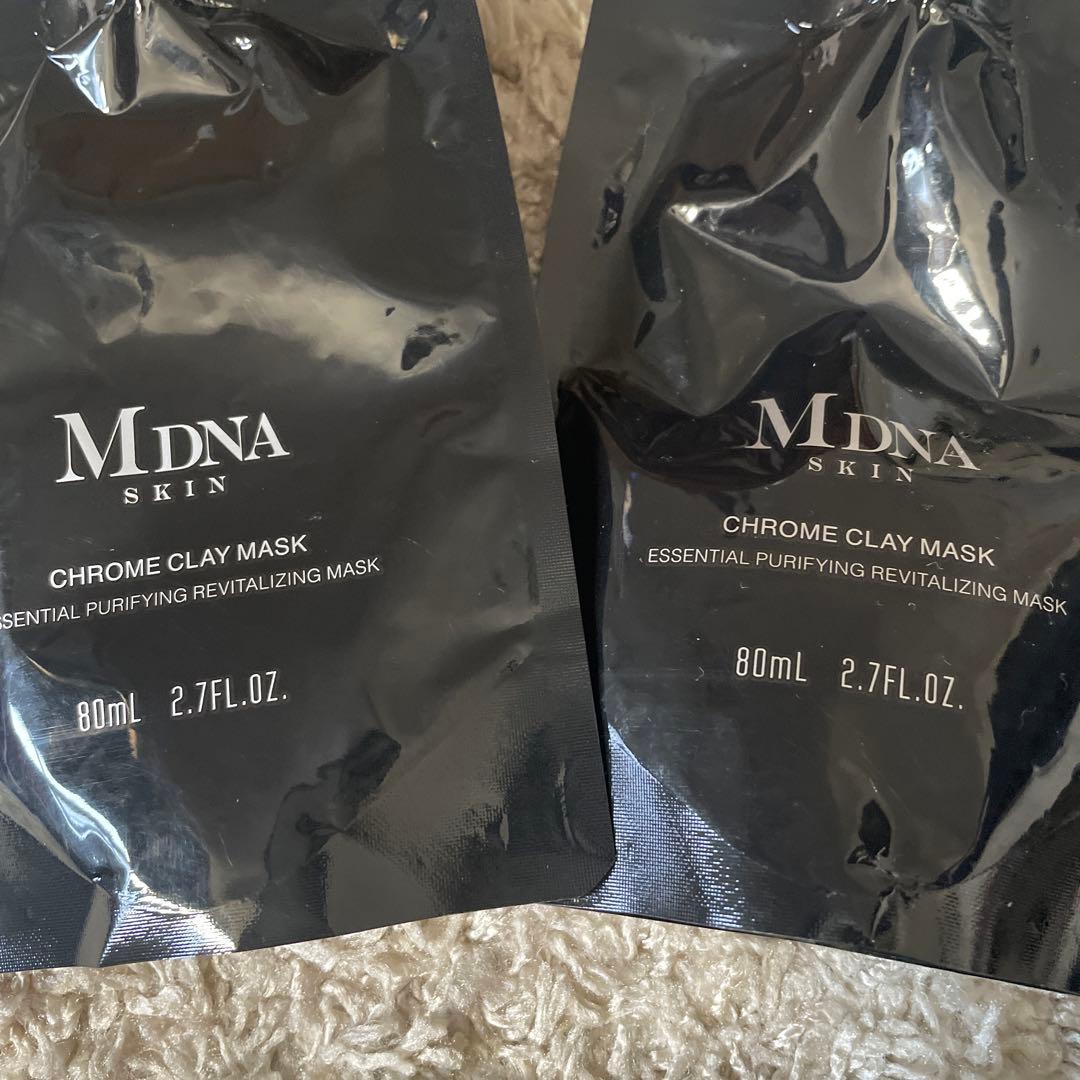 MDNA
SKIN
CHROME CLAY MASK
PURIFYING REVITALIZING MASK
80mL 2.7FL.OZ.
MDNA
SKIN
CHROME CLAY MASK
ESSENTIAL PURIFYING REVITALIZING MASK
80mL 2.7FL.OZ.